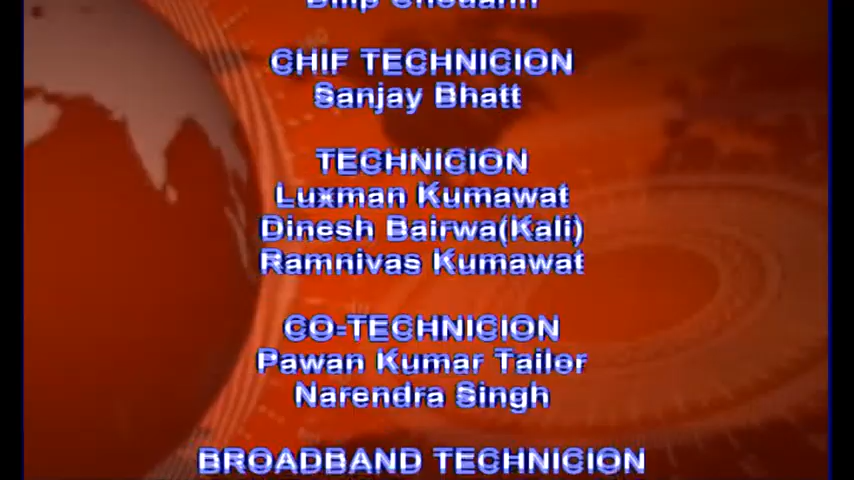 CHIF TECHNICION
Sanjay Bhatt
TECHNICION
Luxman Kumawat
Dinesh Bairwa(Kali)
Ramnivas Kumawat
CO-TECHNICION
Pawan Kumar Tailor
Narendra Singh
BROADBAND TECHNICION